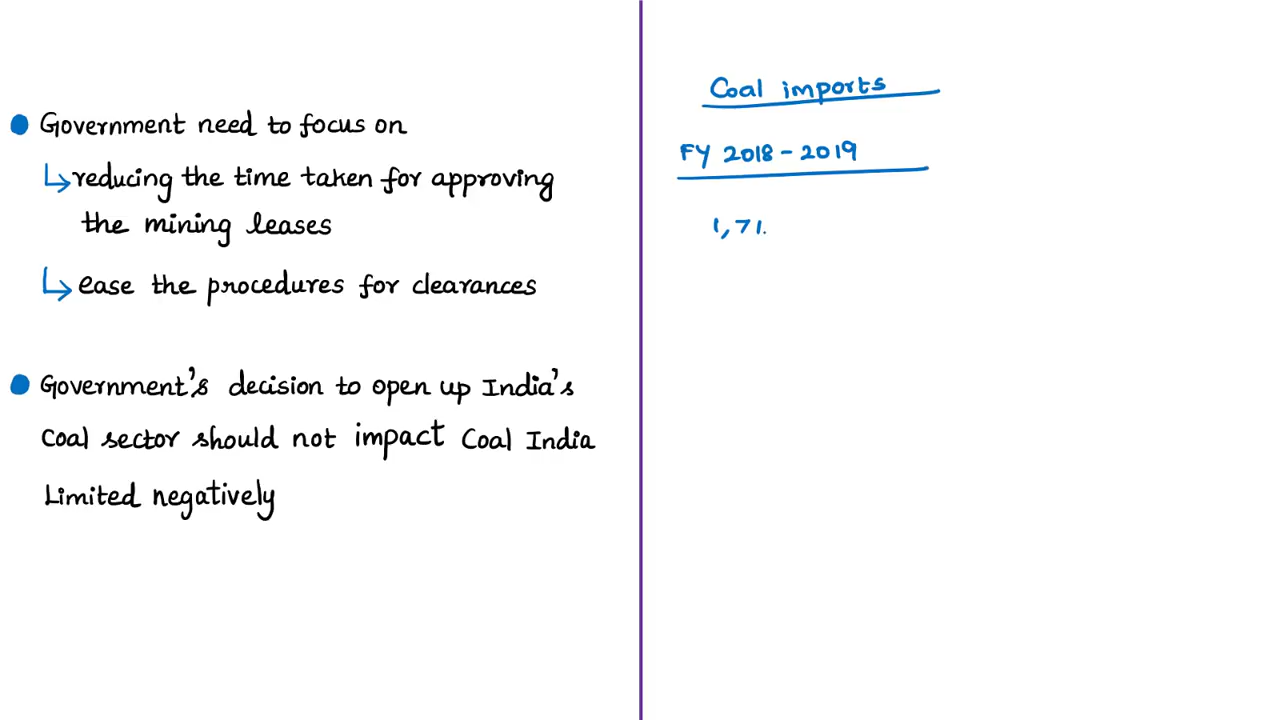 Government need to focus on
reducing the time taken for approving
the mining leases
ease the procedures for clearances
Government's decision to open up India's
Coal sector should not impact Coal India
Limited negatively
Coal imports
FY 2018 - 2019
1,71